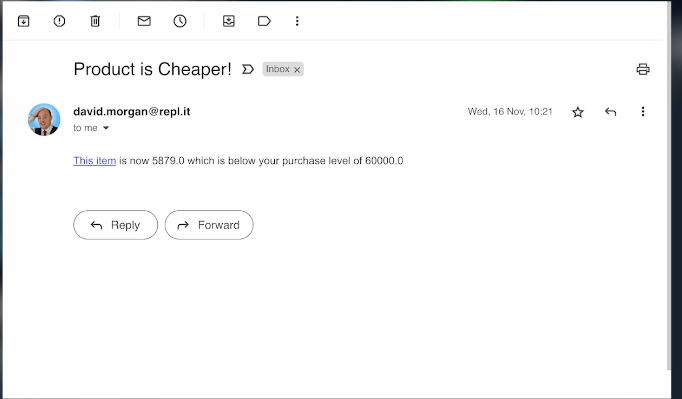 Product is Cheaper! Inbox x
david.morgan@repl.it Wed, 16 Nov, 10:21
to me
This item is now 5879.0 which is below your purchase level of 60000.0
Reply Forward